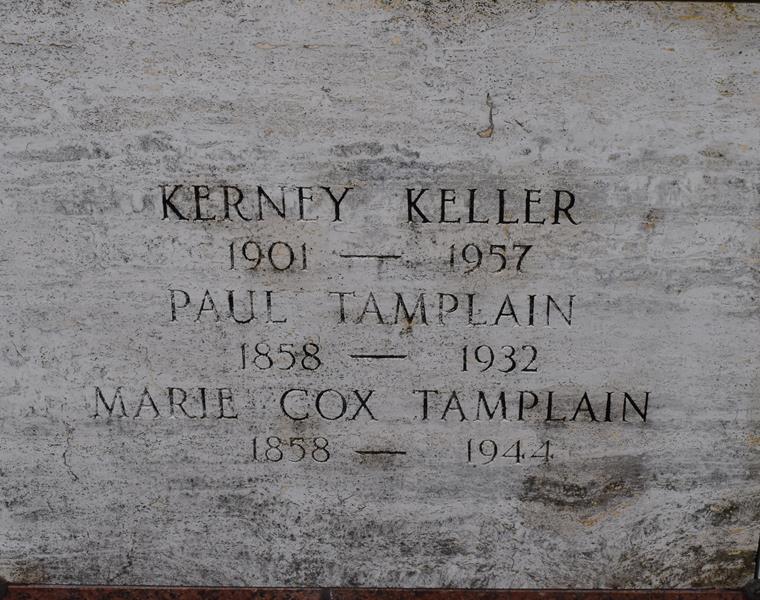 KERNEY KELLER
1901 — 1957
PAUL TAMPLAIN
1858 — 1932
MARIE COX TAMPLAIN
1858 — 1944